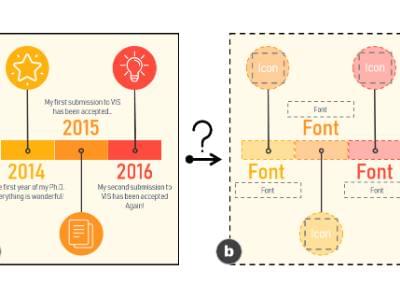 My first submission to VIS
has been accepted...
2015
2014
2016
e first year of my Ph.D.
erything is wonderful!
My second submission to
VIS has been accepted
Again!
?
Icon
Icon
Font
Font
Font
Font
Font
Font
Icon
b